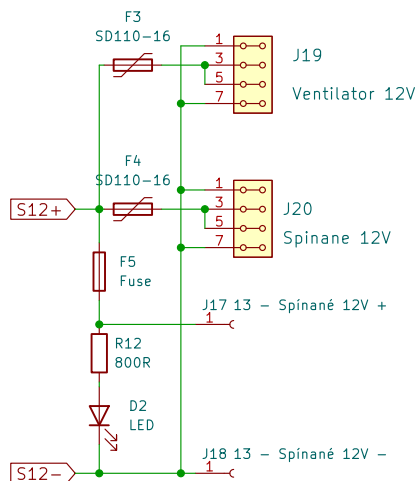 F3
SD110-16
1
3
5
7
J19
Ventilator 12V
F4
SD110-16
S12+
1
3
5
7
J20
Spinane 12V
F5
Fuse
J17 13 - Spínané 12V +
1
R12
800R
D2
LED
J18 13 - Spínané 12V -
S12-
1